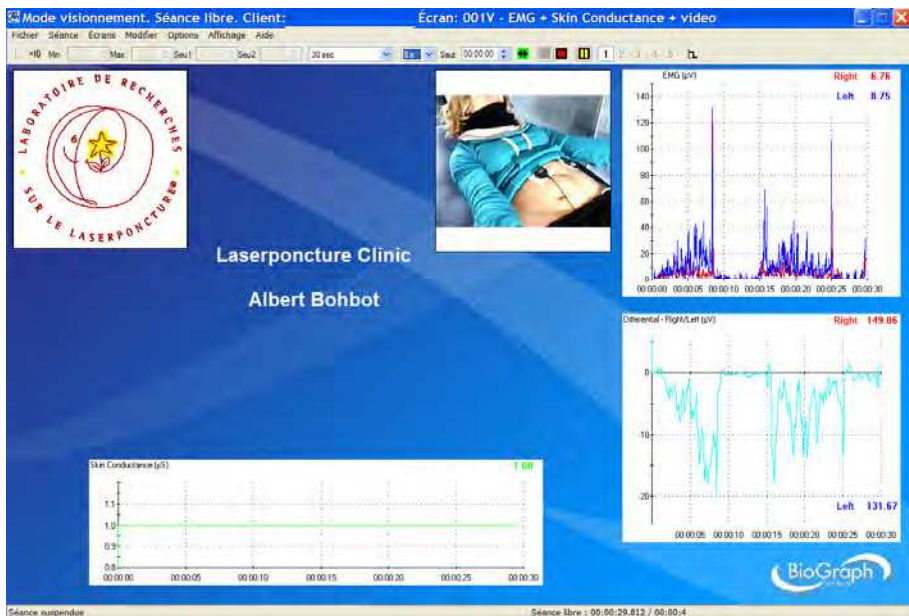 Mode visionnement. Séance libre. Client:
Écran: 001V - EMG + Skin Conductance + video
Fichier Séance Écrans Modifier Options Affichage Aide
×10 Min: Max: Seu1 Seu2 30 sec Saut: 00:00:00 1 2 3 4 5
LABORATOIRE DE RECHERCHES
SUR LE LASERPONCTURE®
Laserponcture Clinic
Albert Bohbot
EMG (µV)
Right 6.76
Left 8.75
140
120
100
80
60
40
20
0
00:00:00 00:00:05 00:00:10 00:00:15 00:00:20 00:00:25 00:00:30
Differential - Right/Left (µV)
Right 149.86
0
-10
-20
Left 131.67
00:00:05 00:00:10 00:00:15 00:00:20 00:00:25 00:00:30
Skin Conductance (µS)
1.00
1.1
1.0
0.9
0.8
00:00:00 00:00:05 00:00:10 00:00:15 00:00:20 00:00:25 00:00:30
BioGraph
Séance suspendue
Séance libre : 00:00:29.812 / 00:00:4